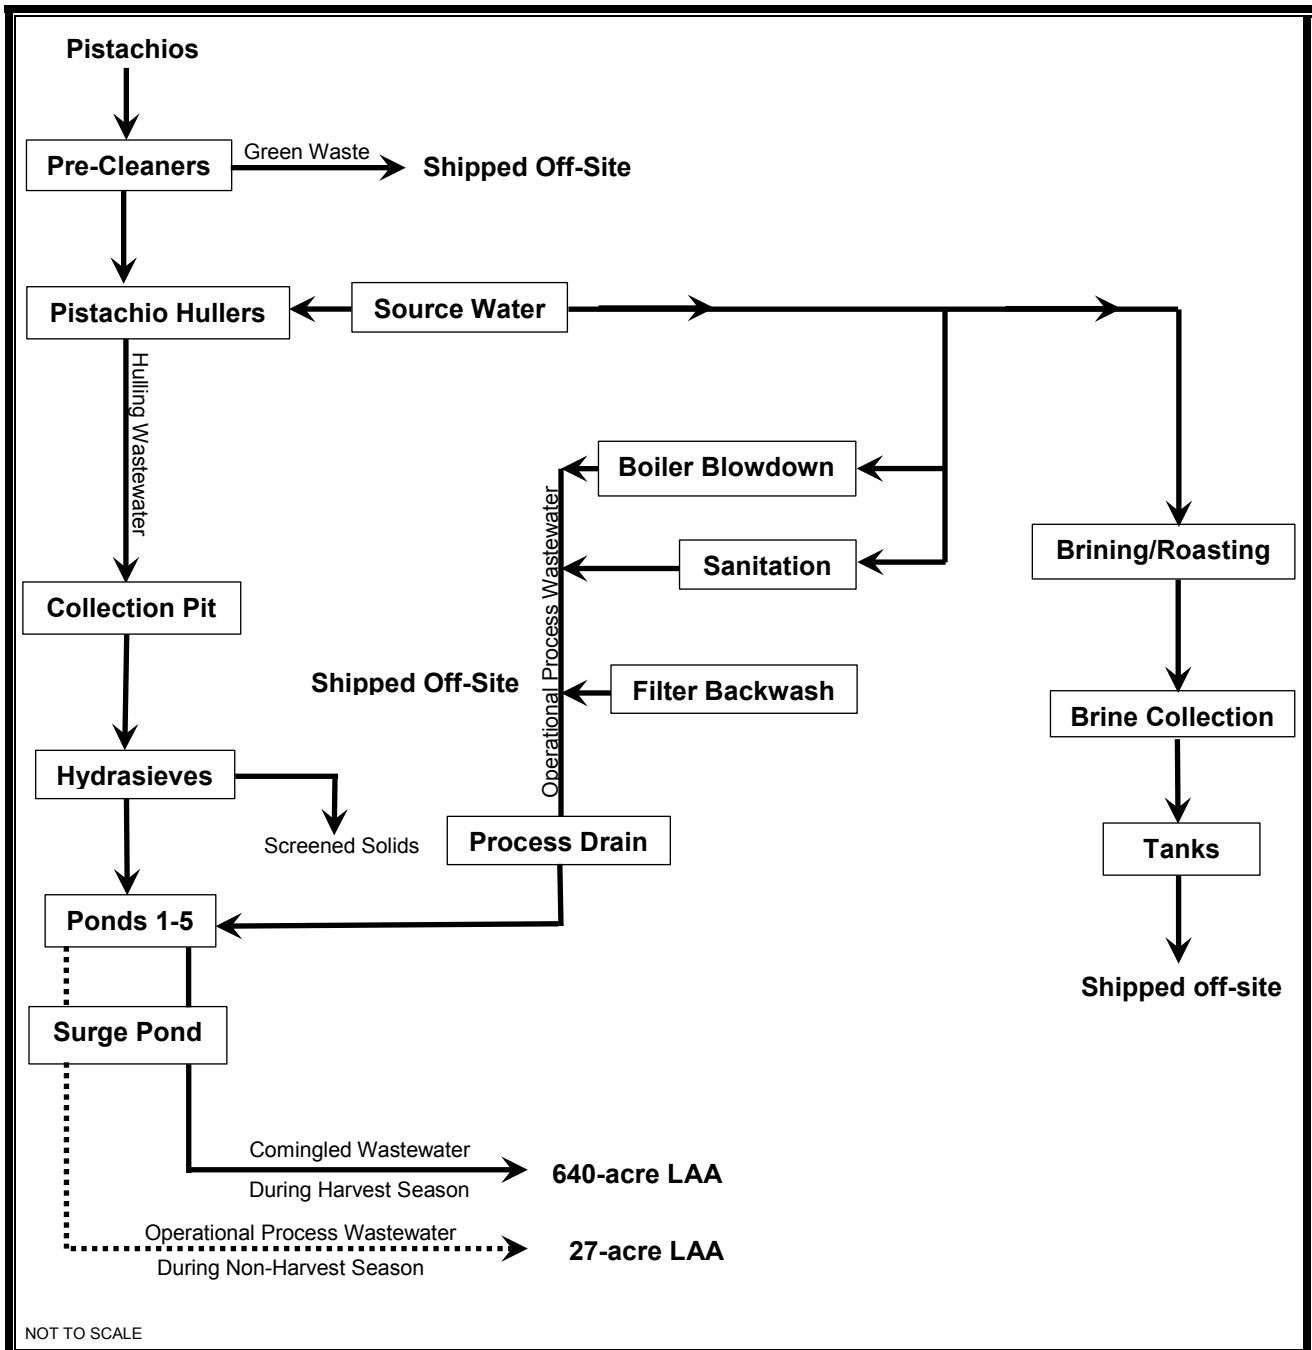 Pistachios
Pre-Cleaners
Green Waste
Shipped Off-Site
Pistachio Hullers
Source Water
Hulling Wastewater
Boiler Blowdown
Operational Process Wastewater
Sanitation
Brining/Roasting
Collection Pit
Shipped Off-Site
Filter Backwash
Brine Collection
Hydrasieves
Screened Solids
Process Drain
Tanks
Ponds 1-5
Shipped off-site
Surge Pond
Comingled Wastewater
During Harvest Season
640-acre LAA
Operational Process Wastewater
During Non-Harvest Season
27-acre LAA
NOT TO SCALE